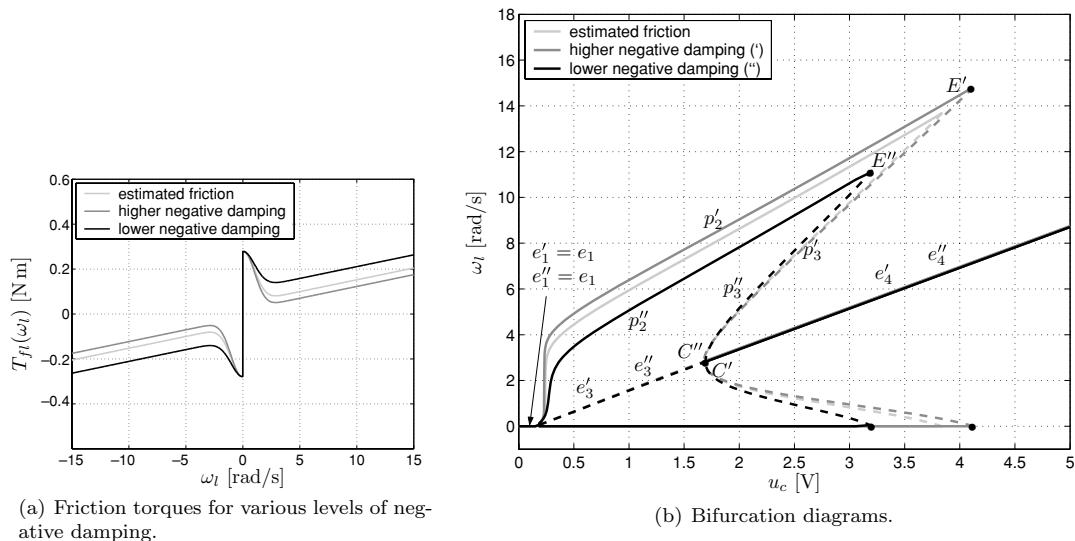 estimated friction
higher negative damping
lower negative damping
0.6
0.4
0.2
0
−0.2
−0.4
−15
−10
−5
0
5
10
15
T_fl(ω_l) [N m]
ω_l [rad/s]
(a) Friction torques for various levels of neg-
ative damping.
estimated friction
higher negative damping (‘)
lower negative damping (“)
18
16
14
12
10
8
6
4
2
0
0
0.5
1
1.5
2
2.5
3
3.5
4
4.5
5
ω_l [rad/s]
u_c [V]
E′
E″
p′_2
p′_3
e′_1 = e_1
e″_1 = e_1
p″_3
p″_2
e″_4
e′_4
C″
C′
e″_3
e′_3
(b) Bifurcation diagrams.